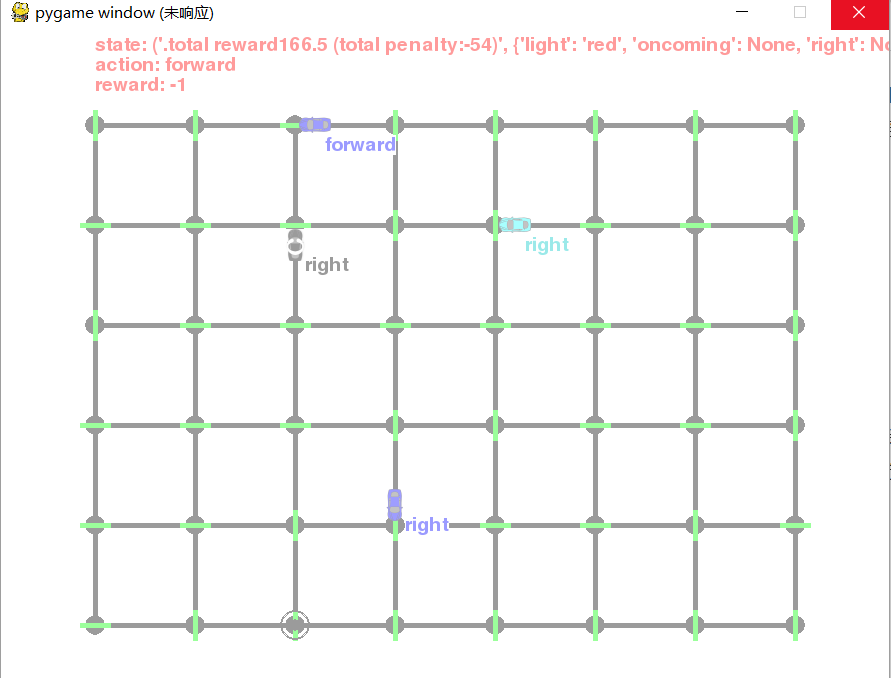 pygame window (未响应)
state: ('.total reward166.5 (total penalty:-54)', {'light': 'red', 'oncoming': None, 'right': No
action: forward
reward: -1
forward
right
right
right